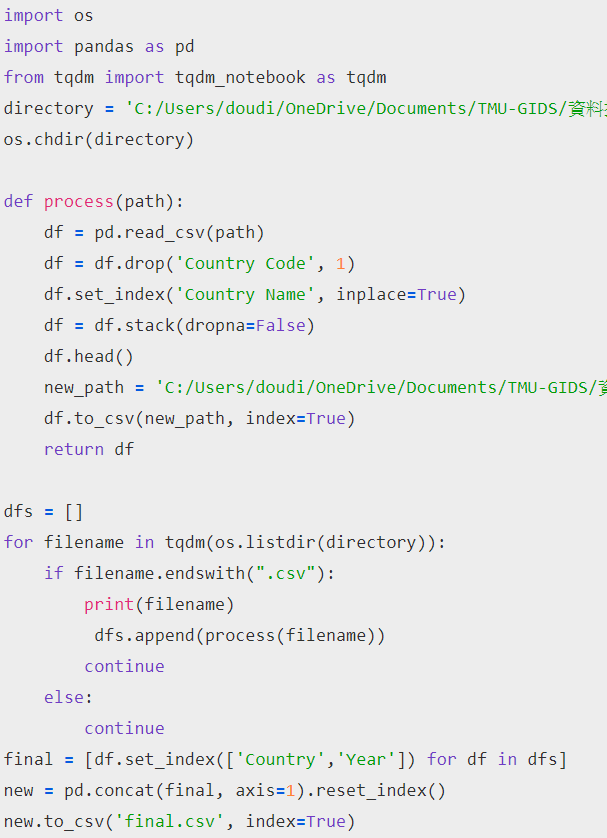 import os
import pandas as pd
from tqdm import tqdm_notebook as tqdm
directory = 'C:/Users/doudi/OneDrive/Documents/TMU-GIDS/資料
os.chdir(directory)

def process(path):
    df = pd.read_csv(path)
    df = df.drop('Country Code', 1)
    df.set_index('Country Name', inplace=True)
    df = df.stack(dropna=False)
    df.head()
    new_path = 'C:/Users/doudi/OneDrive/Documents/TMU-GIDS/
    df.to_csv(new_path, index=True)
    return df

dfs = []
for filename in tqdm(os.listdir(directory)):
    if filename.endswith(".csv"):
        print(filename)
         dfs.append(process(filename))
        continue
    else:
        continue
final = [df.set_index(['Country','Year']) for df in dfs]
new = pd.concat(final, axis=1).reset_index()
new.to_csv('final.csv', index=True)